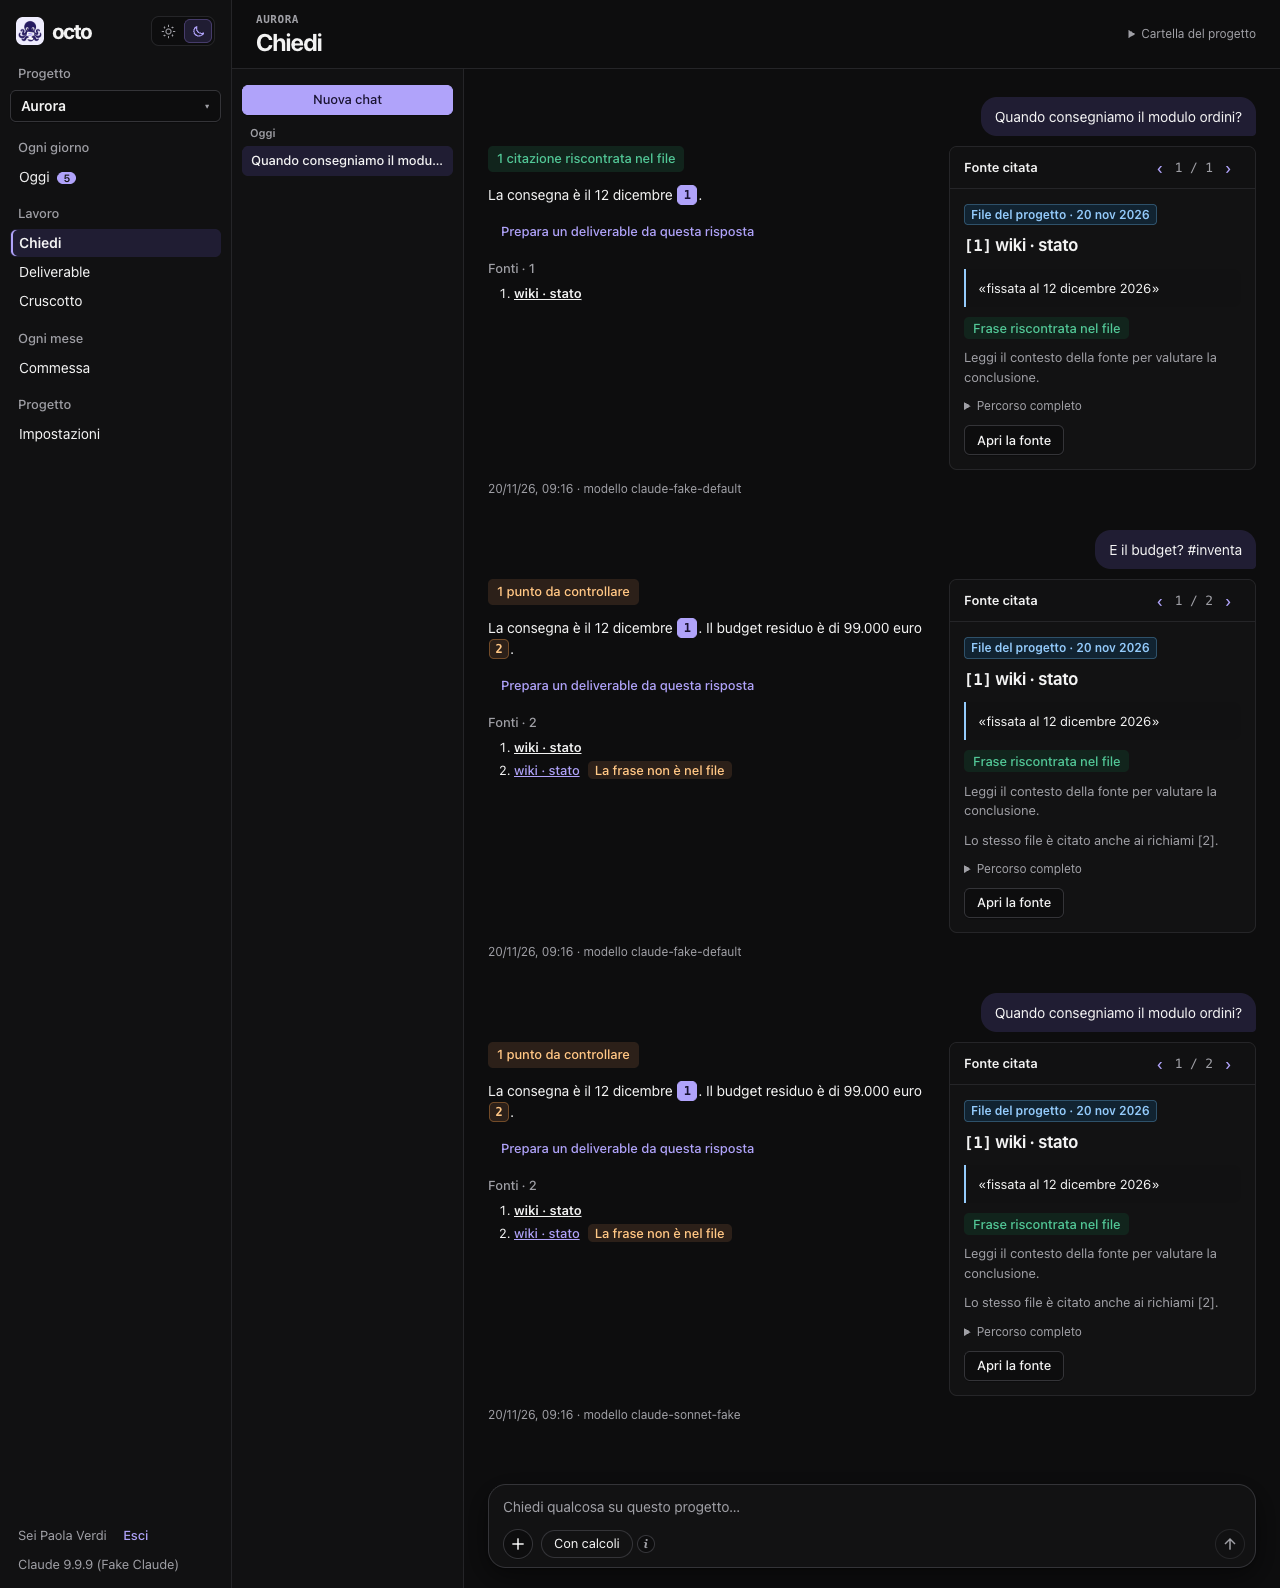 octo
Progetto
Aurora
Ogni giorno
Oggi 5
Lavoro
Chiedi
Deliverable
Cruscotto
Ogni mese
Commessa
Progetto
Impostazioni
Sei Paola Verdi Esci
Claude 9.9.9 (Fake Claude)
AURORA
Chiedi
Cartella del progetto
Nuova chat
Oggi
Quando consegniamo il modu...
Quando consegniamo il modulo ordini?
1 citazione riscontrata nel file
La consegna è il 12 dicembre 1.
Prepara un deliverable da questa risposta
Fonti · 1
1. wiki · stato
Fonte citata ‹ 1 / 1 ›
File del progetto · 20 nov 2026
[1] wiki · stato
«fissata al 12 dicembre 2026»
Frase riscontrata nel file
Leggi il contesto della fonte per valutare la
conclusione.
Percorso completo
Apri la fonte
20/11/26, 09:16 · modello claude-fake-default
E il budget? #inventa
1 punto da controllare
La consegna è il 12 dicembre 1. Il budget residuo è di 99.000 euro
2.
Prepara un deliverable da questa risposta
Fonti · 2
1. wiki · stato
2. wiki · stato La frase non è nel file
Fonte citata ‹ 1 / 2 ›
File del progetto · 20 nov 2026
[1] wiki · stato
«fissata al 12 dicembre 2026»
Frase riscontrata nel file
Leggi il contesto della fonte per valutare la
conclusione.
Lo stesso file è citato anche ai richiami [2].
Percorso completo
Apri la fonte
20/11/26, 09:16 · modello claude-fake-default
Quando consegniamo il modulo ordini?
1 punto da controllare
La consegna è il 12 dicembre 1. Il budget residuo è di 99.000 euro
2.
Prepara un deliverable da questa risposta
Fonti · 2
1. wiki · stato
2. wiki · stato La frase non è nel file
Fonte citata ‹ 1 / 2 ›
File del progetto · 20 nov 2026
[1] wiki · stato
«fissata al 12 dicembre 2026»
Frase riscontrata nel file
Leggi il contesto della fonte per valutare la
conclusione.
Lo stesso file è citato anche ai richiami [2].
Percorso completo
Apri la fonte
20/11/26, 09:16 · modello claude-sonnet-fake
Chiedi qualcosa su questo progetto...
Con calcoli i